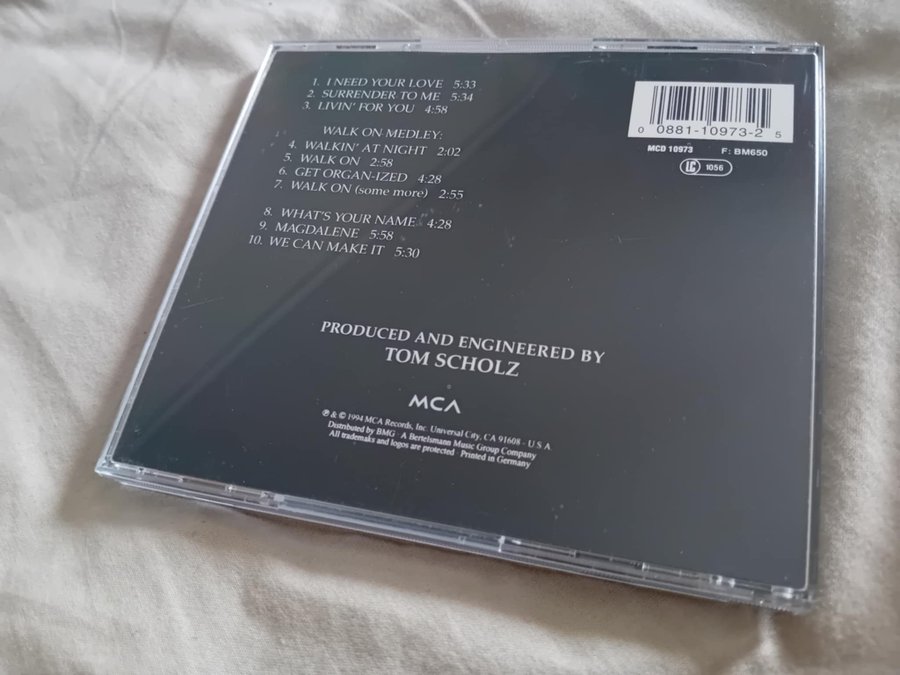 1. I NEED YOUR LOVE 5:33
2. SURRENDER TO ME 5:34
3. LIVIN' FOR YOU 4:58
WALK ON MEDLEY:
4. WALKIN' AT NIGHT 2:02
5. WALK ON 2:58
6. GET ORGAN-IZED 4:28
7. WALK ON (some more) 2:55
8. WHAT'S YOUR NAME 4:28
9. MAGDALENE 5:58
10. WE CAN MAKE IT 5:30
0 0881-10973-2 5
MCD 10973 F: BM650
LC 1056
PRODUCED AND ENGINEERED BY
TOM SCHOLZ
MCA
℗ & © 1994 MCA Records, Inc. Universal City, CA 91608 - U S A
Distributed by BMG - A Bertelsmann Music Group Company
All trademaks and logos are protected - Printed in Germany